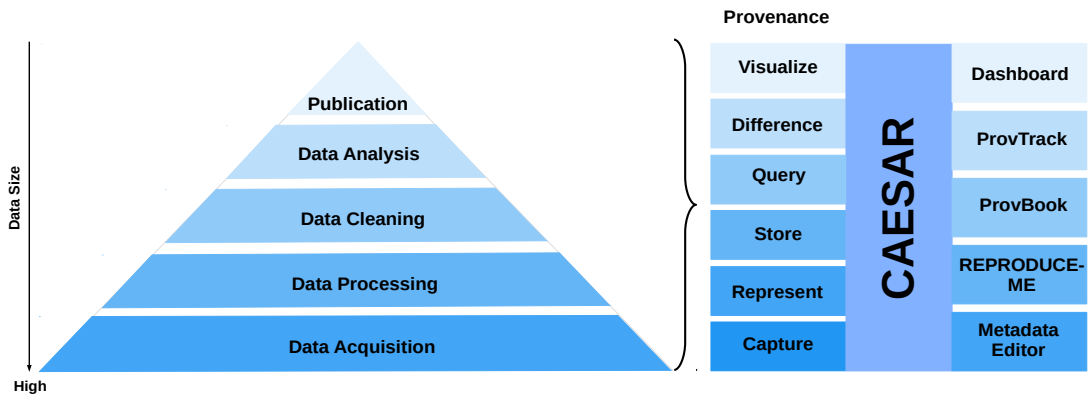 Provenance
Data Size
High
Publication
Data Analysis
Data Cleaning
Data Processing
Data Acquisition
Visualize
Difference
Query
Store
Represent
Capture
CAESAR
Dashboard
ProvTrack
ProvBook
REPRODUCE-
ME
Metadata
Editor